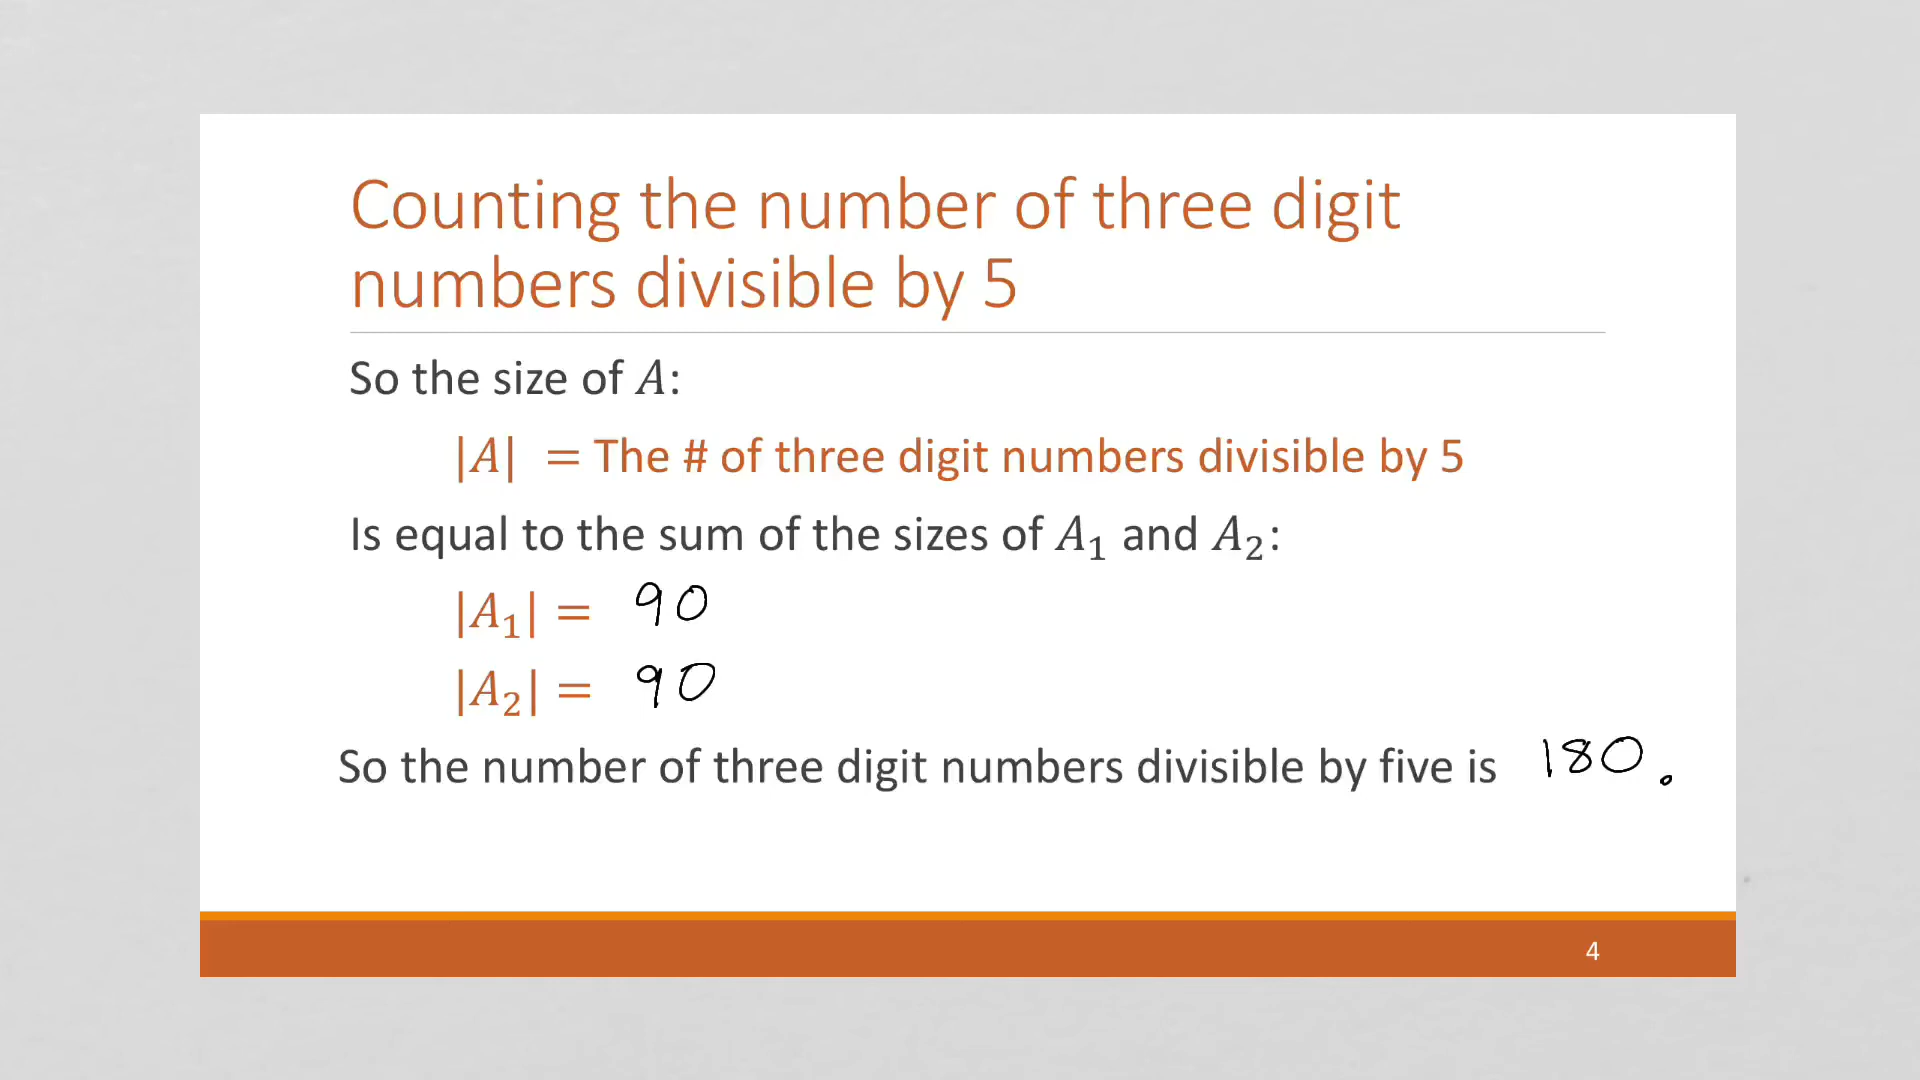 Counting the number of three digit
numbers divisible by 5
So the size of A:
|A| = The # of three digit numbers divisible by 5
Is equal to the sum of the sizes of A₁ and A₂:
|A₁| = 90
|A₂| = 90
So the number of three digit numbers divisible by five is 180.
4